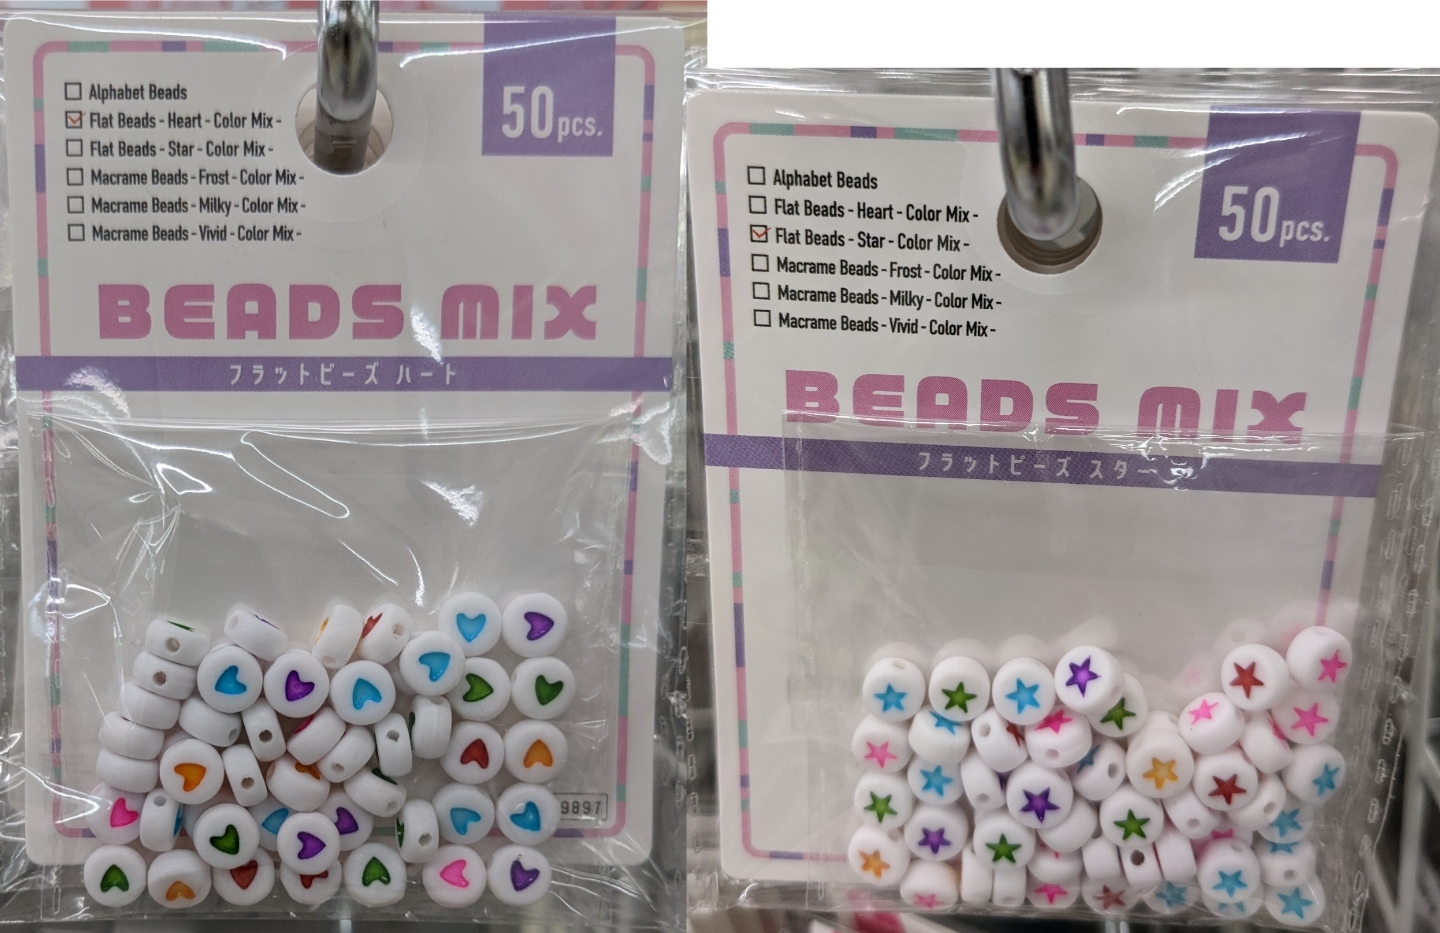 Alphabet Beads
Flat Beads - Heart - Color Mix -
Flat Beads - Star - Color Mix -
Macrame Beads - Frost - Color Mix -
Macrame Beads - Milky - Color Mix -
Macrame Beads - Vivid - Color Mix -
50pcs.
BEADS MIX
フラットビーズ ハート
9897
Alphabet Beads
Flat Beads - Heart - Color Mix -
Flat Beads - Star - Color Mix -
Macrame Beads - Frost - Color Mix -
Macrame Beads - Milky - Color Mix -
Macrame Beads - Vivid - Color Mix -
50pcs.
BEADS MIX
フラットビーズ スター